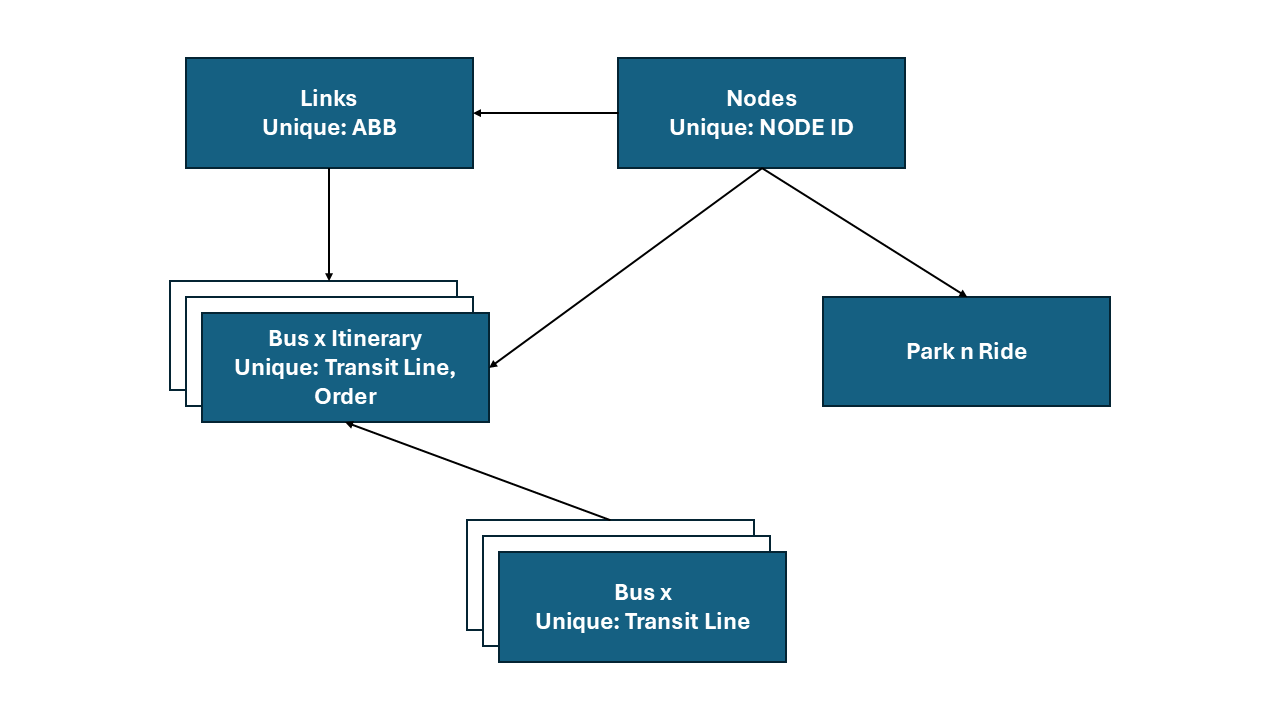 Links
Unique: ABB
Nodes
Unique: NODE ID
Bus x Itinerary
Unique: Transit Line,
Order
Park n Ride
Bus x
Unique: Transit Line